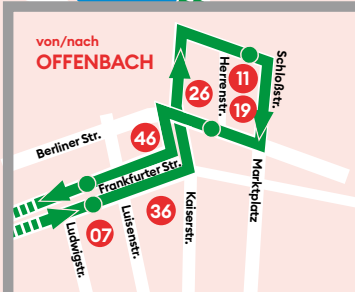 von/nach
OFFENBACH
26
11
19
Herrenstr.
Schloßstr.
Berliner Str.
46
Frankfurter Str.
Marktplatz
36
Kaiserstr.
07
Luisenstr.
Ludwigstr.